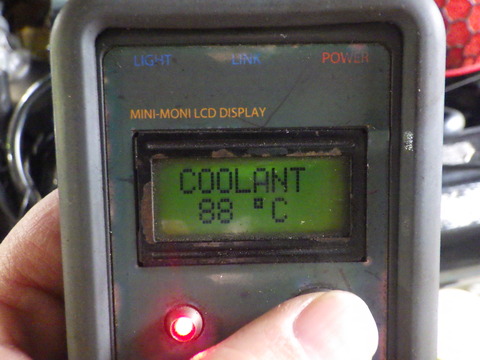 LIGHT LINK POWER
MINI-MONI LCD DISPLAY
COOLANT
88 °C